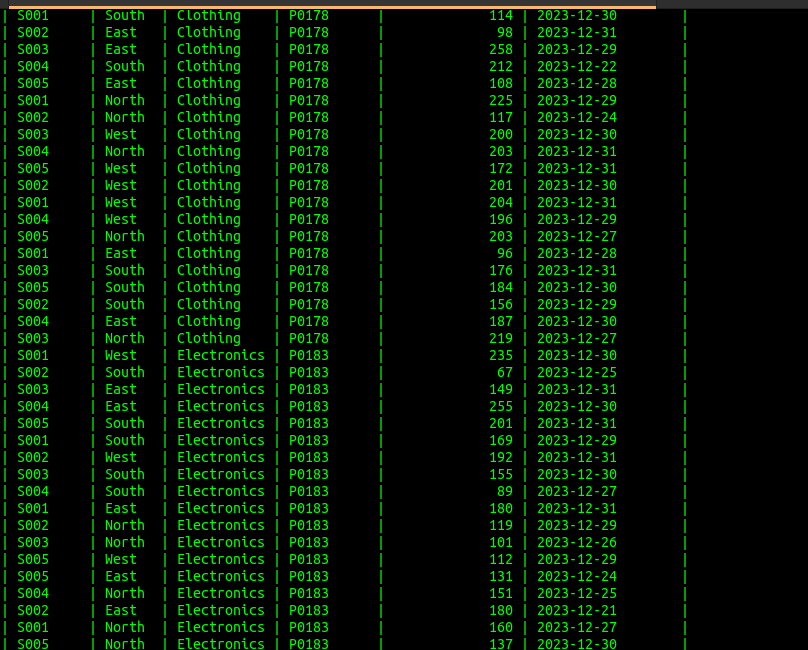 | S001 | South | Clothing | P0178 | 114 | 2023-12-30 |
| S002 | East | Clothing | P0178 | 98 | 2023-12-31 |
| S003 | East | Clothing | P0178 | 258 | 2023-12-29 |
| S004 | South | Clothing | P0178 | 212 | 2023-12-22 |
| S005 | East | Clothing | P0178 | 108 | 2023-12-28 |
| S001 | North | Clothing | P0178 | 225 | 2023-12-29 |
| S002 | North | Clothing | P0178 | 117 | 2023-12-24 |
| S003 | West | Clothing | P0178 | 200 | 2023-12-30 |
| S004 | North | Clothing | P0178 | 203 | 2023-12-31 |
| S005 | West | Clothing | P0178 | 172 | 2023-12-31 |
| S002 | West | Clothing | P0178 | 201 | 2023-12-30 |
| S001 | West | Clothing | P0178 | 204 | 2023-12-31 |
| S004 | West | Clothing | P0178 | 196 | 2023-12-29 |
| S005 | North | Clothing | P0178 | 203 | 2023-12-27 |
| S001 | East | Clothing | P0178 | 96 | 2023-12-28 |
| S003 | South | Clothing | P0178 | 176 | 2023-12-31 |
| S005 | South | Clothing | P0178 | 184 | 2023-12-30 |
| S002 | South | Clothing | P0178 | 156 | 2023-12-29 |
| S004 | East | Clothing | P0178 | 187 | 2023-12-30 |
| S003 | North | Clothing | P0178 | 219 | 2023-12-27 |
| S001 | West | Electronics | P0183 | 235 | 2023-12-30 |
| S002 | South | Electronics | P0183 | 67 | 2023-12-25 |
| S003 | East | Electronics | P0183 | 149 | 2023-12-31 |
| S004 | East | Electronics | P0183 | 255 | 2023-12-30 |
| S005 | South | Electronics | P0183 | 201 | 2023-12-31 |
| S001 | South | Electronics | P0183 | 169 | 2023-12-29 |
| S002 | West | Electronics | P0183 | 192 | 2023-12-31 |
| S003 | South | Electronics | P0183 | 155 | 2023-12-30 |
| S004 | South | Electronics | P0183 | 89 | 2023-12-27 |
| S001 | East | Electronics | P0183 | 180 | 2023-12-31 |
| S002 | North | Electronics | P0183 | 119 | 2023-12-29 |
| S003 | North | Electronics | P0183 | 101 | 2023-12-26 |
| S005 | West | Electronics | P0183 | 112 | 2023-12-29 |
| S005 | East | Electronics | P0183 | 131 | 2023-12-24 |
| S004 | North | Electronics | P0183 | 151 | 2023-12-25 |
| S002 | East | Electronics | P0183 | 180 | 2023-12-21 |
| S001 | North | Electronics | P0183 | 160 | 2023-12-27 |
| S005 | North | Electronics | P0183 | 137 | 2023-12-30 |